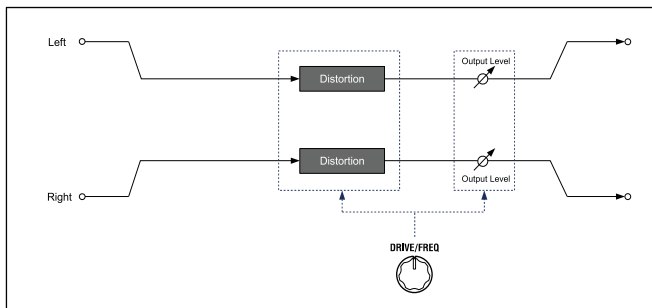 Left
Output Level
Distortion
Distortion
Output Level
Right
DRIVE/FREQ